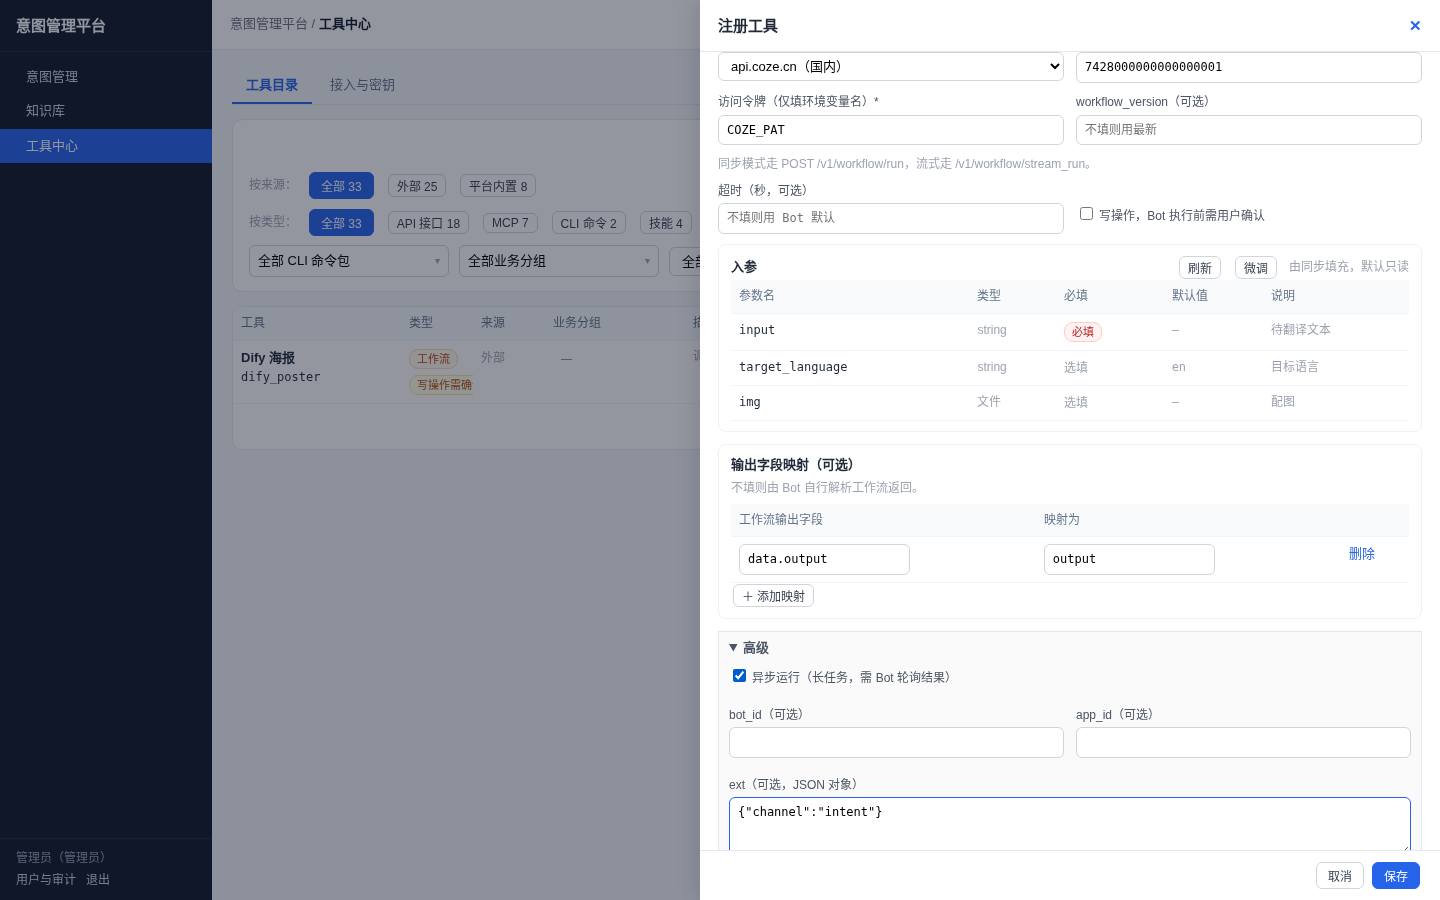 意图管理平台
意图管理
知识库
工具中心
管理员（管理员）
用户与审计 退出
意图管理平台 / 工具中心
工具目录 接入与密钥
按来源： 全部 33 外部 25 平台内置 8
按类型： 全部 33 API 接口 18 MCP 7 CLI 命令 2 技能 4
全部 CLI 命令包 全部业务分组
工具 类型 来源 业务分组
Dify 海报 工作流 外部 —
dify_poster 写操作需确
注册工具 ×
api.coze.cn（国内） 7428000000000000001
访问令牌（仅填环境变量名）* workflow_version（可选）
COZE_PAT 不填则用最新
同步模式走 POST /v1/workflow/run，流式走 /v1/workflow/stream_run。
超时（秒，可选）
不填则用 Bot 默认 写操作，Bot 执行前需用户确认
入参 刷新 微调 由同步填充，默认只读
参数名 类型 必填 默认值 说明
input string 必填 — 待翻译文本
target_language string 选填 en 目标语言
img 文件 选填 — 配图
输出字段映射（可选）
不填则由 Bot 自行解析工作流返回。
工作流输出字段 映射为
data.output output 删除
＋ 添加映射
▼ 高级
异步运行（长任务，需 Bot 轮询结果）
bot_id（可选） app_id（可选）
ext（可选，JSON 对象）
{"channel":"intent"}
取消 保存